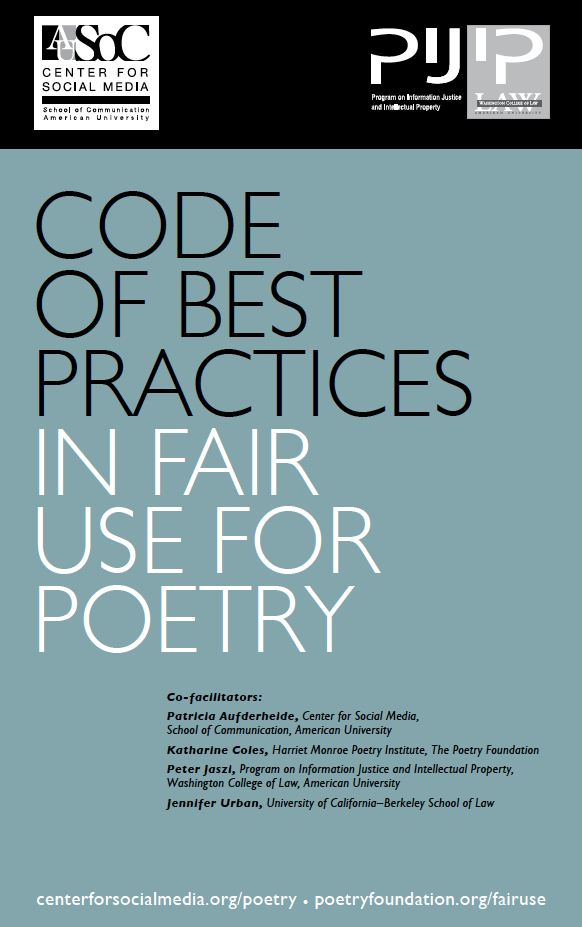 AUSOC
CENTER FOR
SOCIAL MEDIA
School of Communication
American University
PIJIP
Program on Information Justice
and Intellectual Property
LAW
WASHINGTON COLLEGE OF LAW
AMERICAN UNIVERSITY
CODE
OF BEST
PRACTICES
IN FAIR
USE FOR
POETRY
Co-facilitators:
Patricia Aufderheide, Center for Social Media,
School of Communication, American University
Katharine Coles, Harriet Monroe Poetry Institute, The Poetry Foundation
Peter Jaszi, Program on Information Justice and Intellectual Property,
Washington College of Law, American University
Jennifer Urban, University of California–Berkeley School of Law
centerforsocialmedia.org/poetry • poetryfoundation.org/fairuse